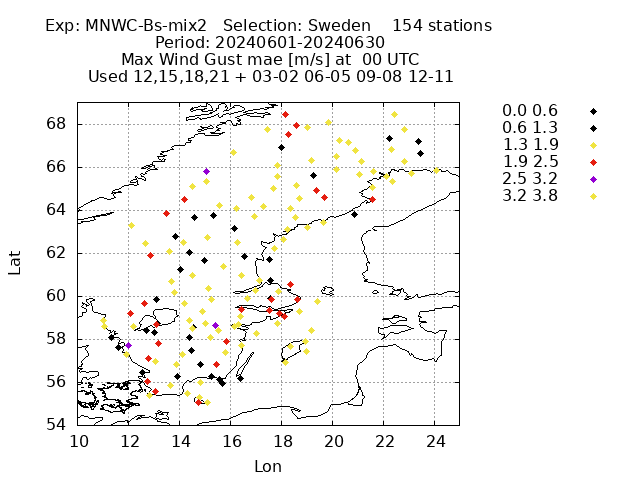 Exp: MNWC-Bs-mix2 Selection: Sweden 154 stations
Period: 20240601-20240630
Max Wind Gust mae [m/s] at 00 UTC
Used 12,15,18,21 + 03-02 06-05 09-08 12-11
0.0 0.6
0.6 1.3
1.3 1.9
1.9 2.5
2.5 3.2
3.2 3.8
68
66
64
62
60
58
56
54
Lat
10 12 14 16 18 20 22 24
Lon